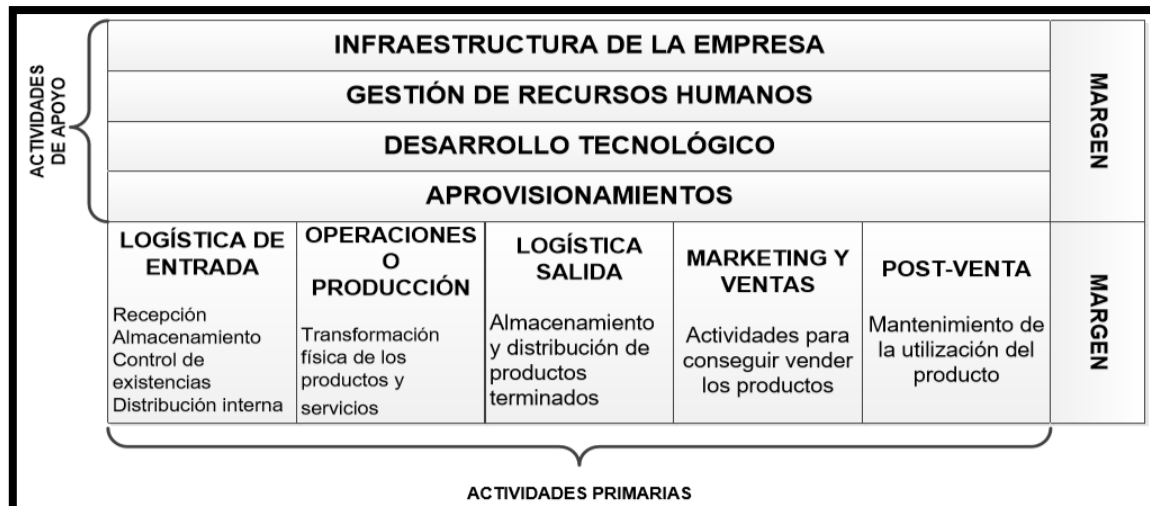 ACTIVIDADES
DE APOYO
INFRAESTRUCTURA DE LA EMPRESA
GESTIÓN DE RECURSOS HUMANOS
DESARROLLO TECNOLÓGICO
APROVISIONAMIENTOS
MARGEN
LOGÍSTICA DE
ENTRADA
Recepción
Almacenamiento
Control de
existencias
Distribución interna
OPERACIONES
O
PRODUCCIÓN
Transformación
física de los
productos y
servicios
LOGÍSTICA
SALIDA
Almacenamiento
y distribución de
productos
terminados
MARKETING Y
VENTAS
Actividades para
conseguir vender
los productos
POST-VENTA
Mantenimiento de
la utilización del
producto
MARGEN
ACTIVIDADES PRIMARIAS